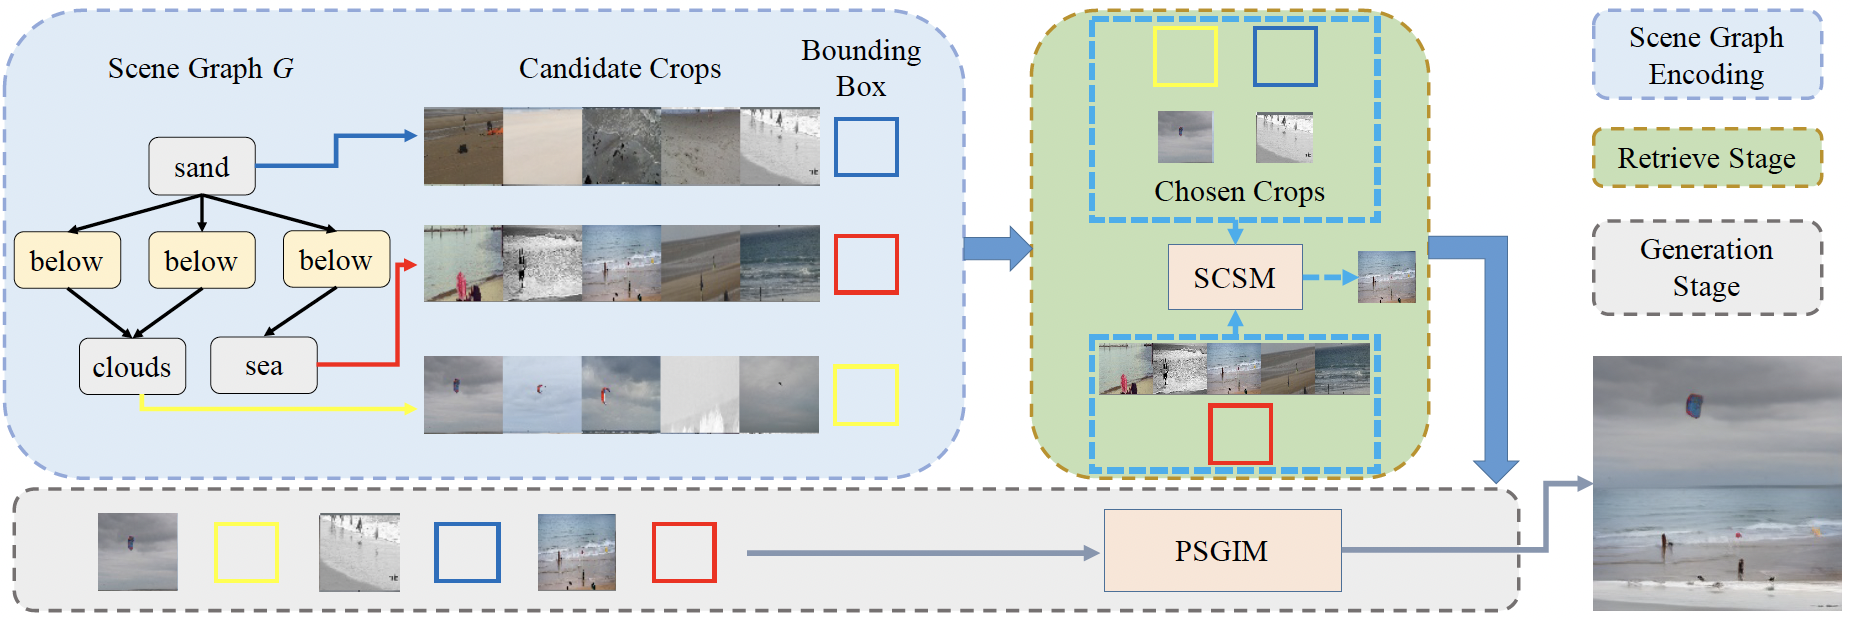 Scene Graph G
Candidate Crops
Bounding
Box
sand
below
below
below
clouds
sea
Chosen Crops
SCSM
PSGIM
Scene Graph
Encoding
Retrieve Stage
Generation
Stage